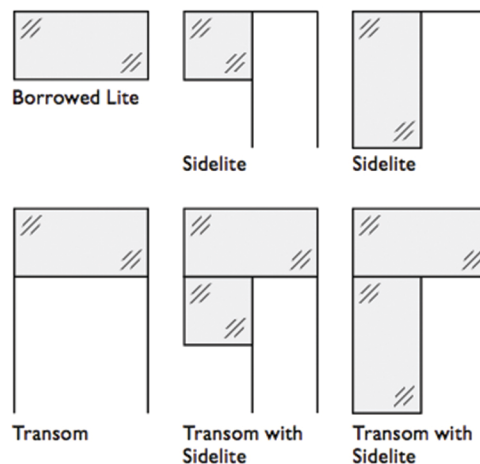 Borrowed Lite
Sidelite
Sidelite
Transom
Transom with
Sidelite
Transom with
Sidelite